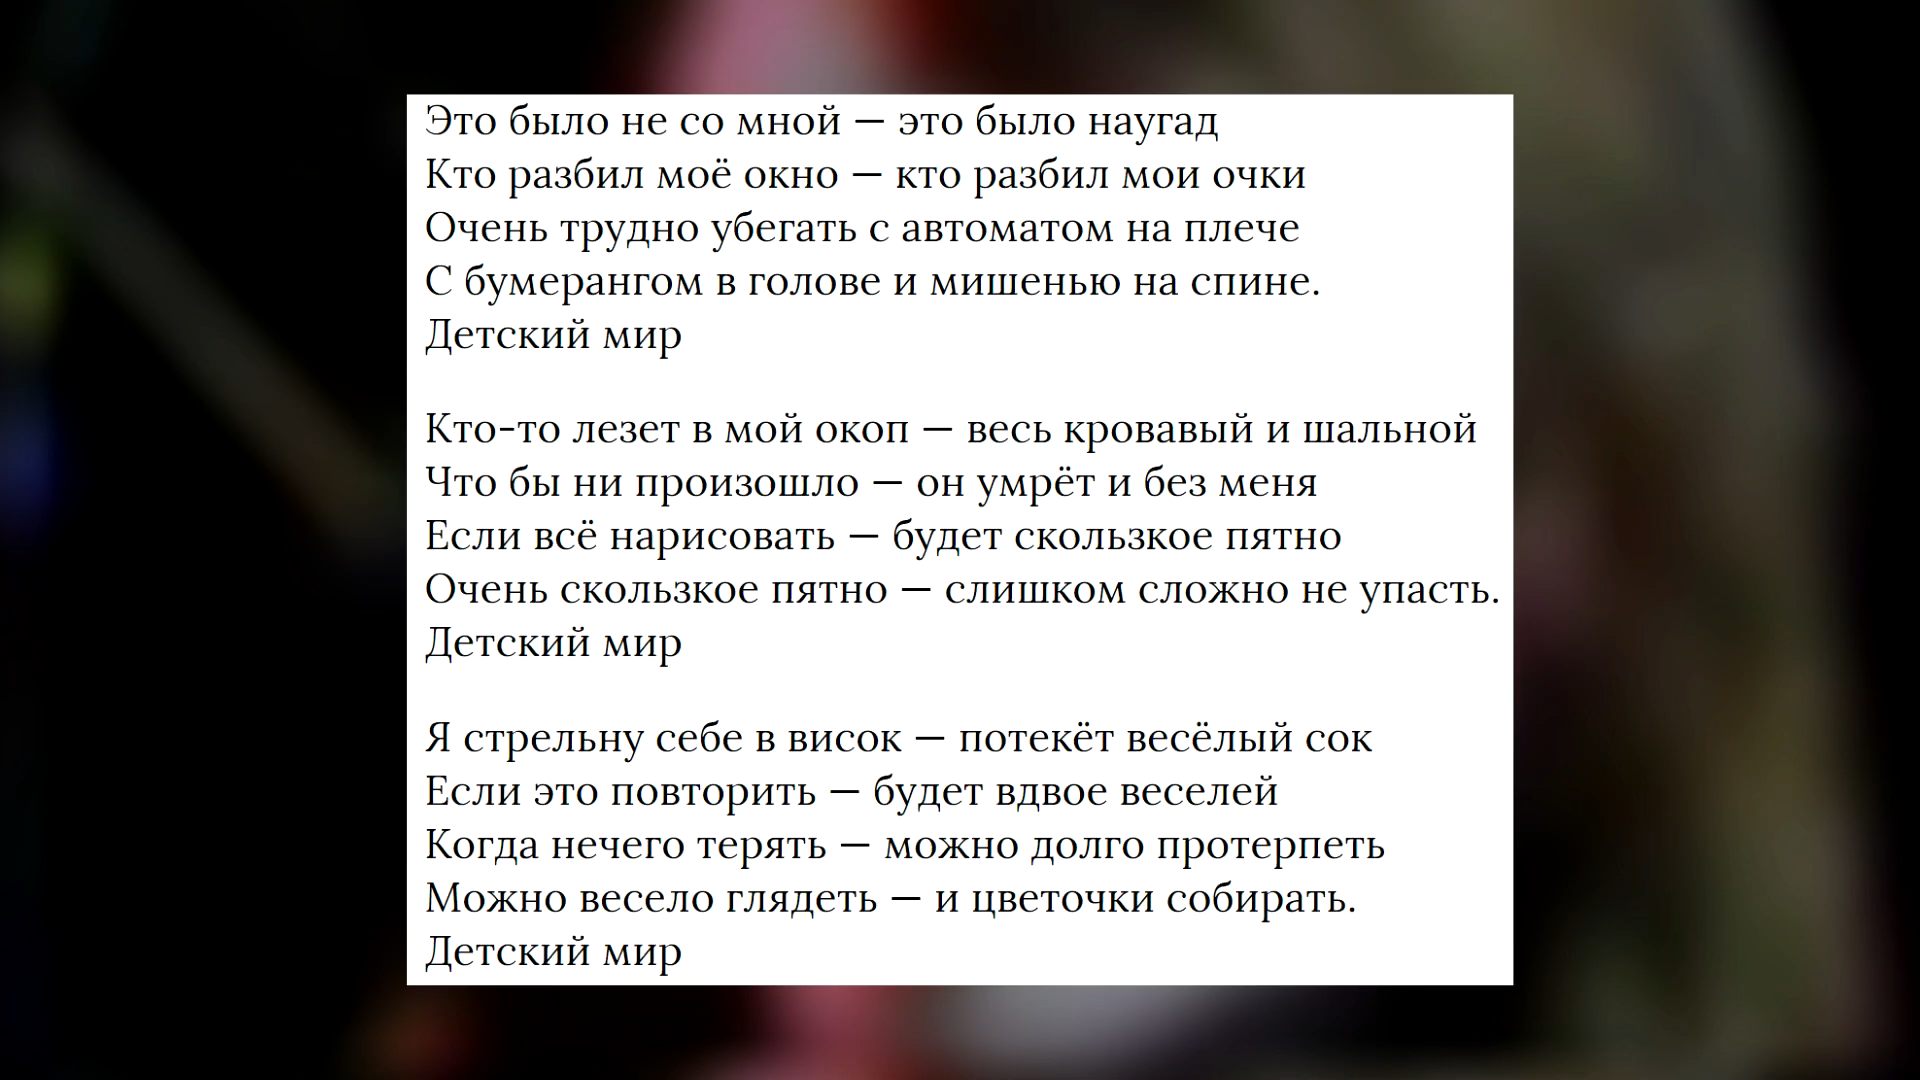 Это было не со мной — это было наугад
Кто разбил моё окно — кто разбил мои очки
Очень трудно убегать с автоматом на плече
С бумерангом в голове и мишенью на спине.
Детский мир
Кто-то лезет в мой окоп — весь кровавый и шальной
Что бы ни произошло — он умрёт и без меня
Если всё нарисовать — будет скользкое пятно
Очень скользкое пятно — слишком сложно не упасть.
Детский мир
Я стрельну себе в висок — потекёт весёлый сок
Если это повторить — будет вдвое веселей
Когда нечего терять — можно долго протерпеть
Можно весело глядеть — и цветочки собирать.
Детский мир